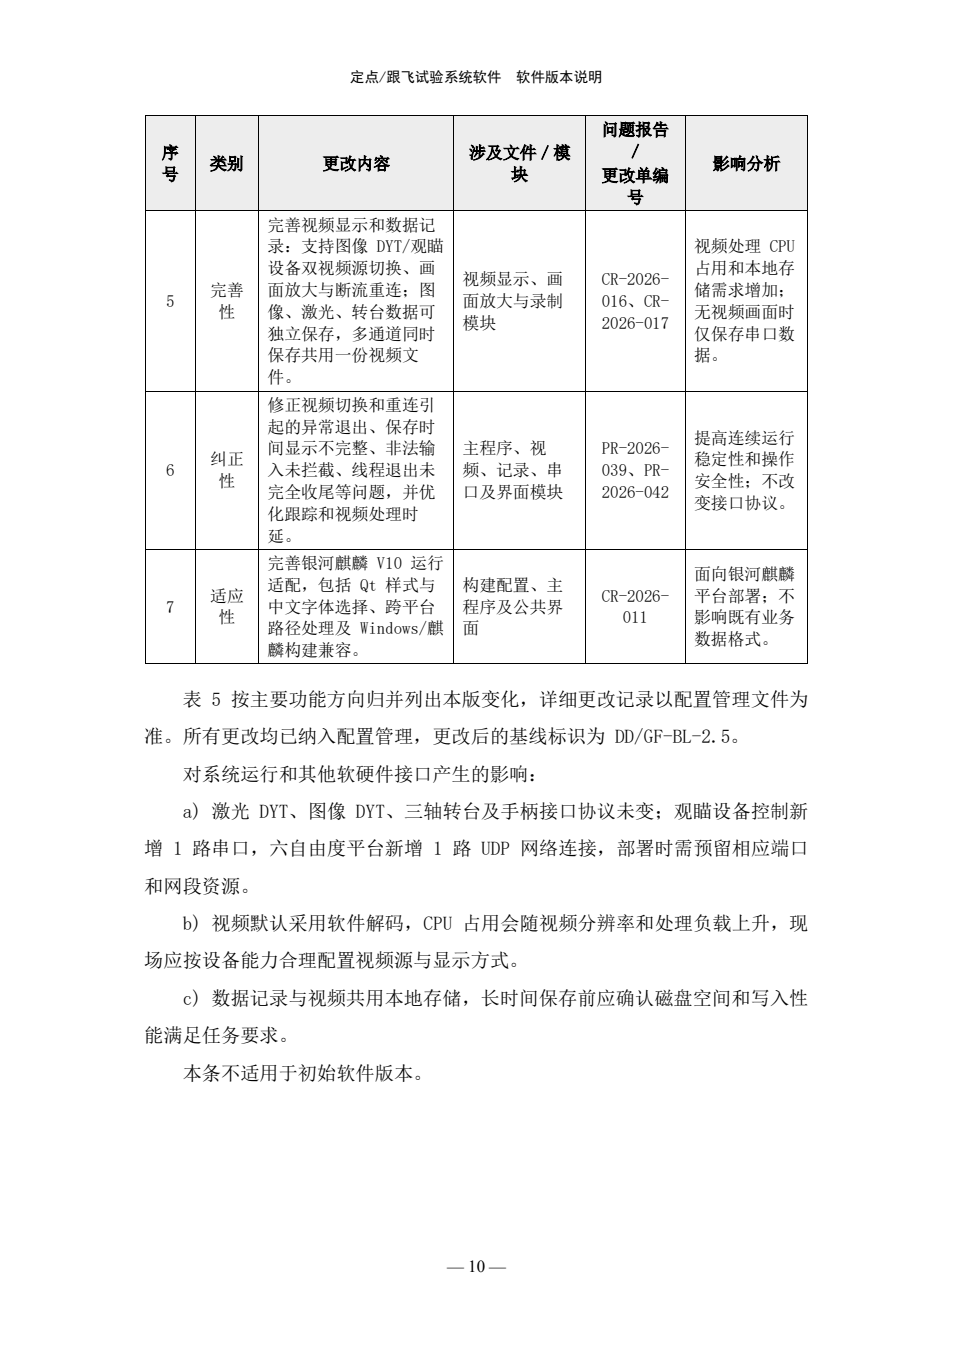 定点/跟飞试验系统软件　软件版本说明
序
号
类别
更改内容
涉及文件 / 模
块
问题报告
/
更改单编
号
影响分析
5
完善
性
完善视频显示和数据记
录：支持图像 DYT/观瞄
设备双视频源切换、画
面放大与断流重连；图
像、激光、转台数据可
独立保存，多通道同时
保存共用一份视频文
件。
视频显示、画
面放大与录制
模块
CR-2026-
016、CR-
2026-017
视频处理 CPU
占用和本地存
储需求增加；
无视频画面时
仅保存串口数
据。
6
纠正
性
修正视频切换和重连引
起的异常退出、保存时
间显示不完整、非法输
入未拦截、线程退出未
完全收尾等问题，并优
化跟踪和视频处理时
延。
主程序、视
频、记录、串
口及界面模块
PR-2026-
039、PR-
2026-042
提高连续运行
稳定性和操作
安全性；不改
变接口协议。
7
适应
性
完善银河麒麟 V10 运行
适配，包括 Qt 样式与
中文字体选择、跨平台
路径处理及 Windows/麒
麟构建兼容。
构建配置、主
程序及公共界
面
CR-2026-
011
面向银河麒麟
平台部署；不
影响既有业务
数据格式。
表 5 按主要功能方向归并列出本版变化，详细更改记录以配置管理文件为
准。所有更改均已纳入配置管理，更改后的基线标识为 DD/GF-BL-2.5。
对系统运行和其他软硬件接口产生的影响：
a) 激光 DYT、图像 DYT、三轴转台及手柄接口协议未变；观瞄设备控制新
增 1 路串口，六自由度平台新增 1 路 UDP 网络连接，部署时需预留相应端口
和网段资源。
b) 视频默认采用软件解码，CPU 占用会随视频分辨率和处理负载上升，现
场应按设备能力合理配置视频源与显示方式。
c) 数据记录与视频共用本地存储，长时间保存前应确认磁盘空间和写入性
能满足任务要求。
本条不适用于初始软件版本。
— 10 —